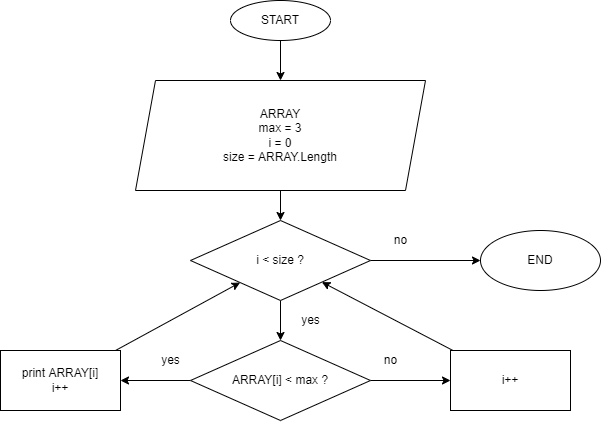 START
ARRAY
max = 3
i = 0
size = ARRAY.Length
i < size ?
no
END
yes
print ARRAY[i]
i++
yes
ARRAY[i] < max ?
no
i++